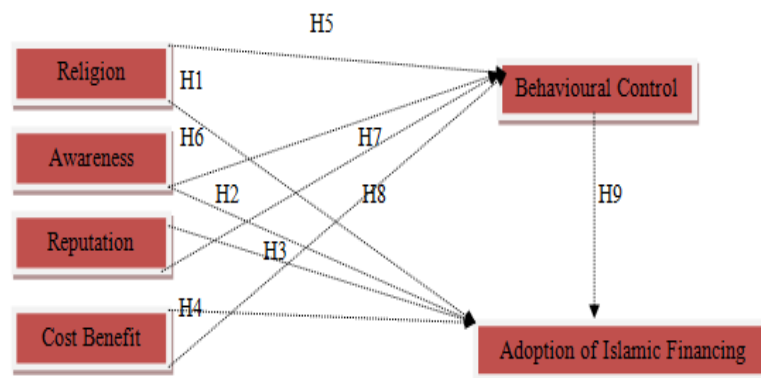 H5
Religion
H1
Behavioural Control
Awareness
H6
H7
H2
H8
H9
Reputation
H3
H4
Cost Benefit
Adoption of Islamic Financing